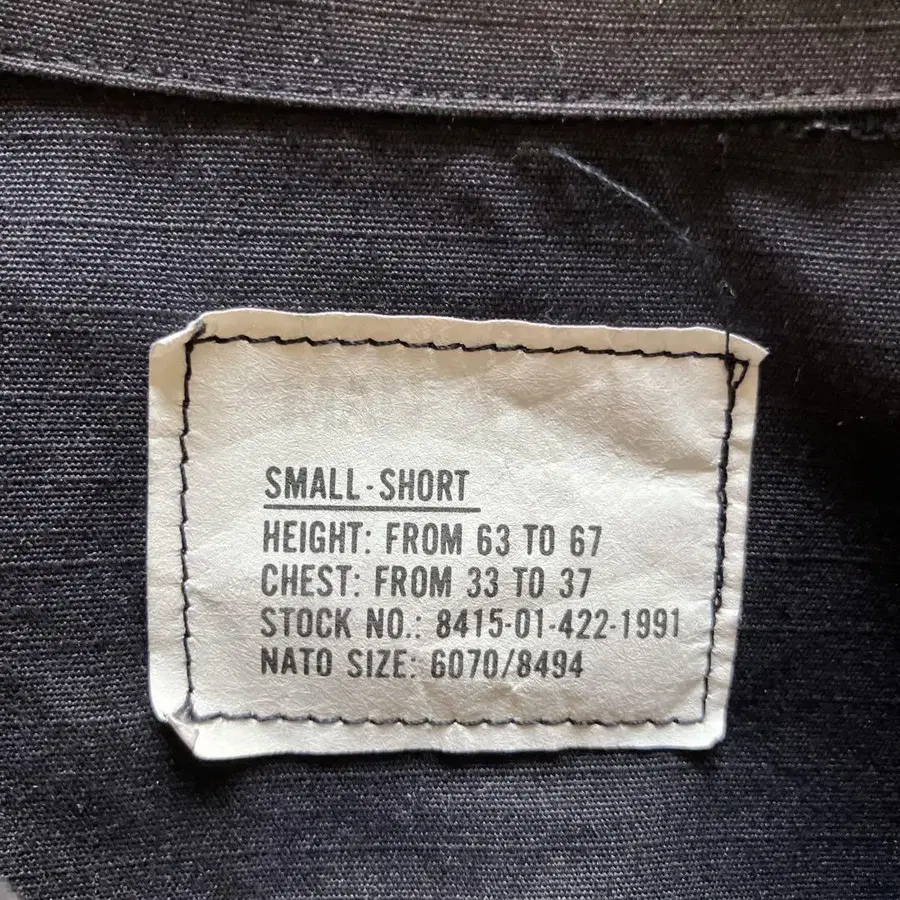 SMALL-SHORT
HEIGHT: FROM 63 TO 67
CHEST: FROM 33 TO 37
STOCK NO.: 8415-01-422-1991
NATO SIZE: 6070/8494